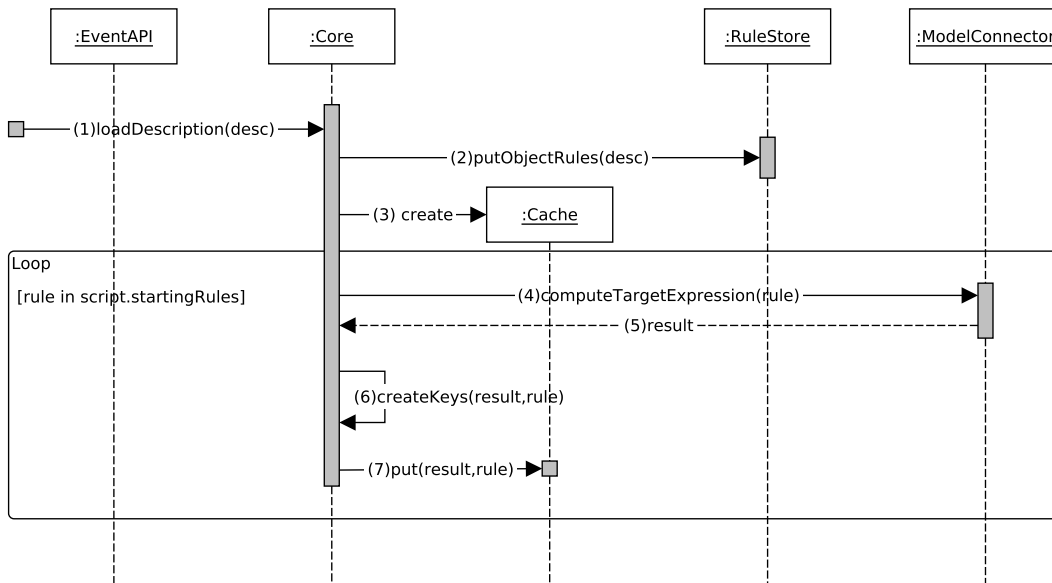 :EventAPI
:Core
:RuleStore
:ModelConnector
(1)loadDescription(desc)
(2)putObjectRules(desc)
(3) create
:Cache
Loop
[rule in script.startingRules]
(4)computeTargetExpression(rule)
(5)result
(6)createKeys(result,rule)
(7)put(result,rule)